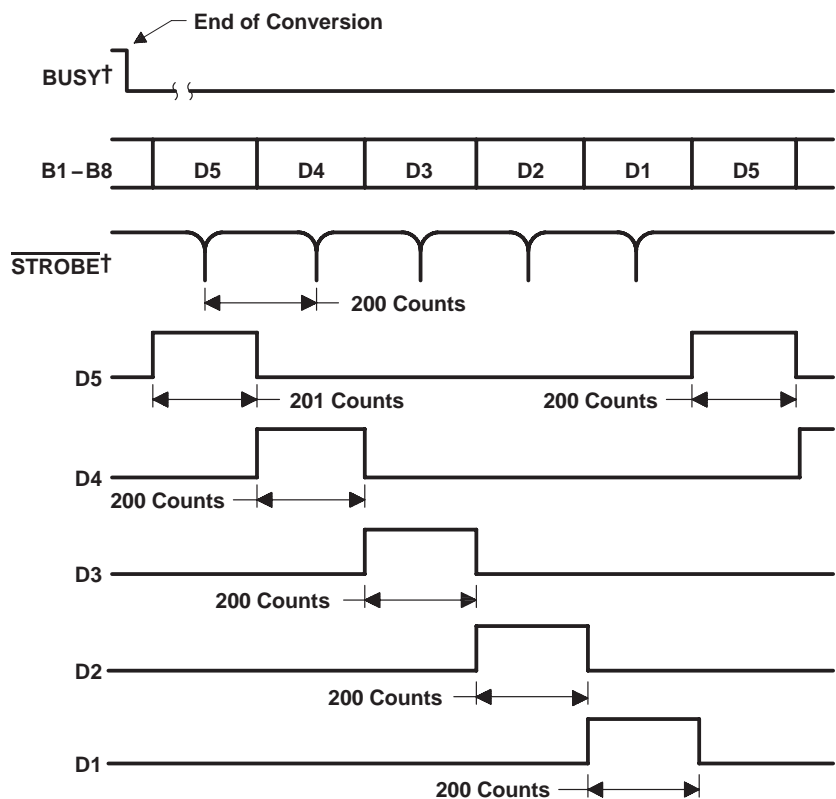 End of Conversion
BUSY†
B1–B8 D5 D4 D3 D2 D1 D5
STROBE†
200 Counts
D5
201 Counts 200 Counts
D4
200 Counts
D3
200 Counts
D2
200 Counts
D1
200 Counts